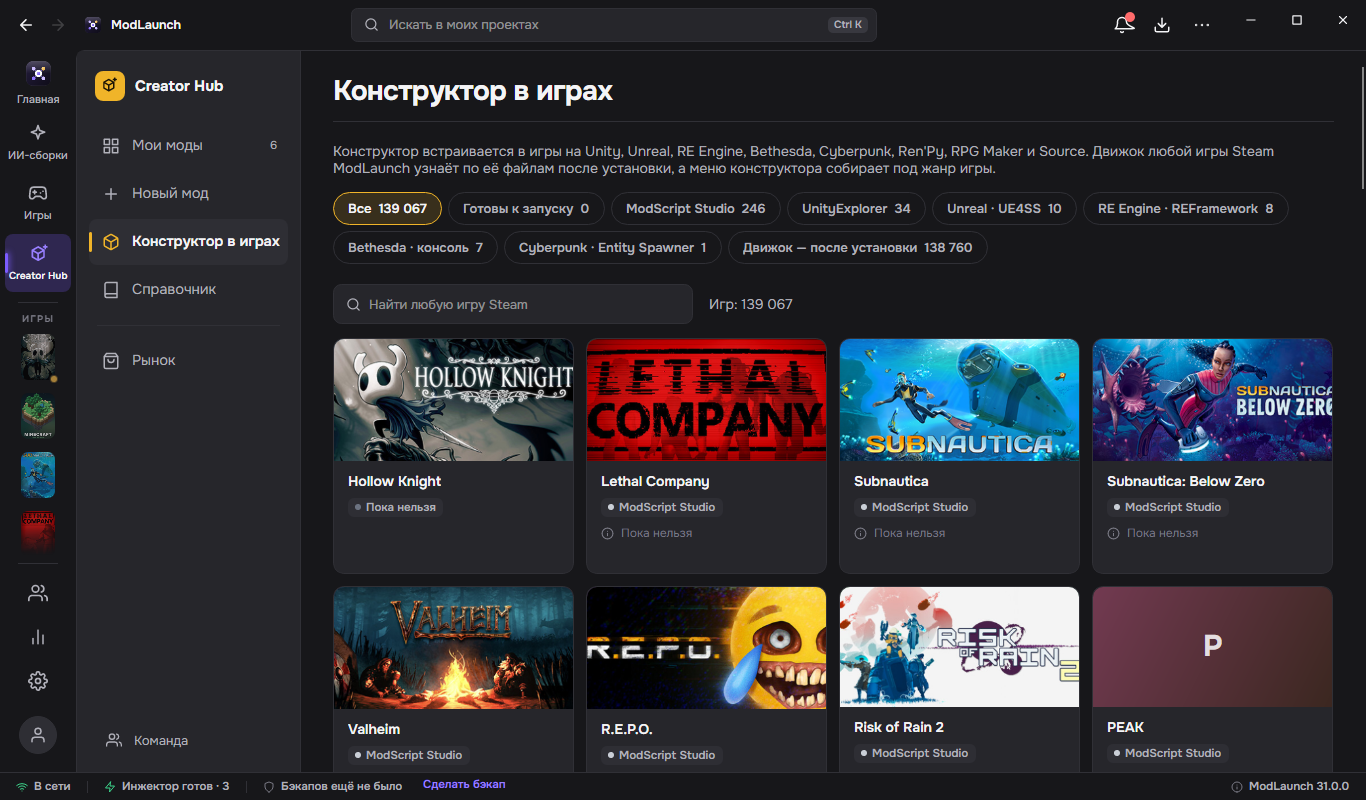 ModLaunch
Искать в моих проектах
Ctrl K
Главная
ИИ-сборки
Игры
Creator Hub
ИГРЫ
MINECRAFT
LETHAL
COMPANY
Creator Hub
Мои моды 6
Новый мод
Конструктор в играх
Справочник
Рынок
Команда
Конструктор в играх
Конструктор встраивается в игры на Unity, Unreal, RE Engine, Bethesda, Cyberpunk, Ren'Py, RPG Maker и Source. Движок любой игры Steam
ModLaunch узнаёт по её файлам после установки, а меню конструктора собирает под жанр игры.
Все 139 067
Готовы к запуску 0
ModScript Studio 246
UnityExplorer 34
Unreal · UE4SS 10
RE Engine · REFramework 8
Bethesda · консоль 7
Cyberpunk · Entity Spawner 1
Движок — после установки 138 760
Найти любую игру Steam
Игр: 139 067
HOLLOW KNIGHT
Hollow Knight
Пока нельзя
LETHAL
COMPANY
Lethal Company
ModScript Studio
Пока нельзя
SUBNAUTICA
Subnautica
ModScript Studio
Пока нельзя
SUBNAUTICA
BELOW ZERO
Subnautica: Below Zero
ModScript Studio
Пока нельзя
VALHEIM
Valheim
ModScript Studio
R.E.P.O.
R.E.P.O.
ModScript Studio
RISK
OF RAIN 2
Risk of Rain 2
ModScript Studio
P
PEAK
ModScript Studio
В сети
Инжектор готов · 3
Бэкапов ещё не было
Сделать бэкап
ModLaunch 31.0.0